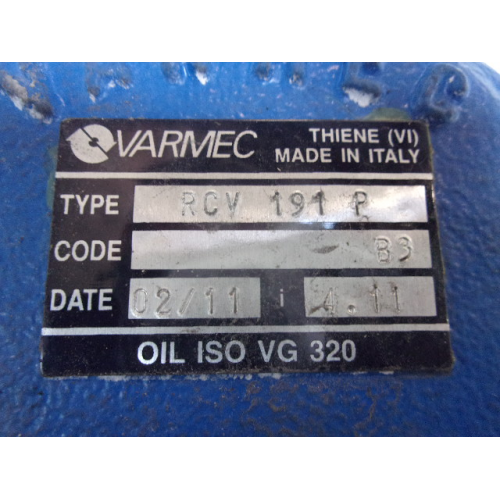 VARMEC
THIENE (VI)
MADE IN ITALY
TYPE RCV 191 P
CODE B3
DATE 02/11 i 4.11
OIL ISO VG 320